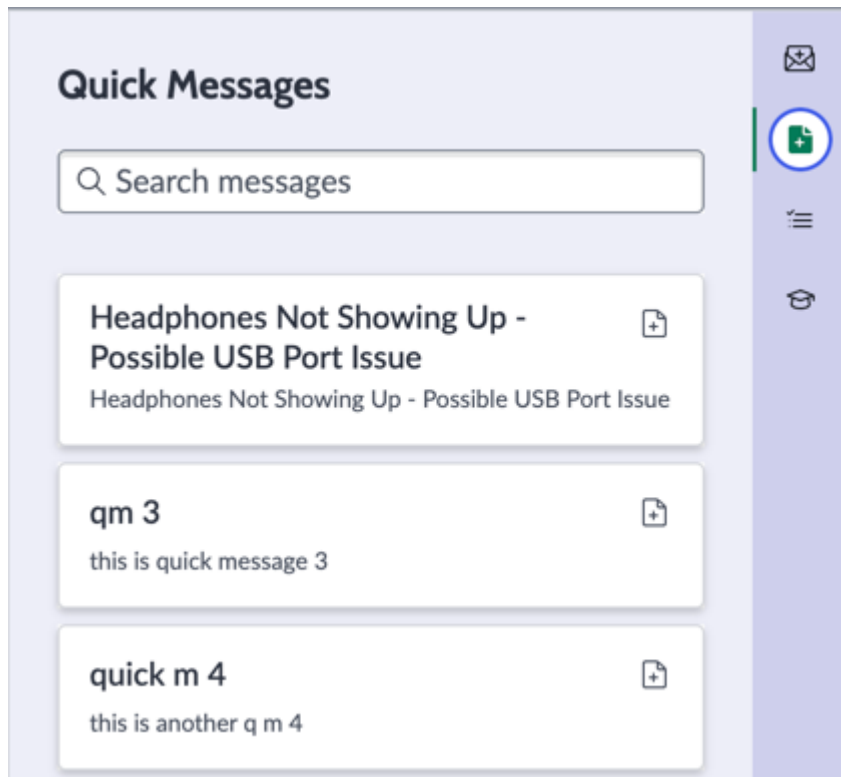 Quick Messages
Search messages
Headphones Not Showing Up -
Possible USB Port Issue
Headphones Not Showing Up - Possible USB Port Issue
qm 3
this is quick message 3
quick m 4
this is another q m 4